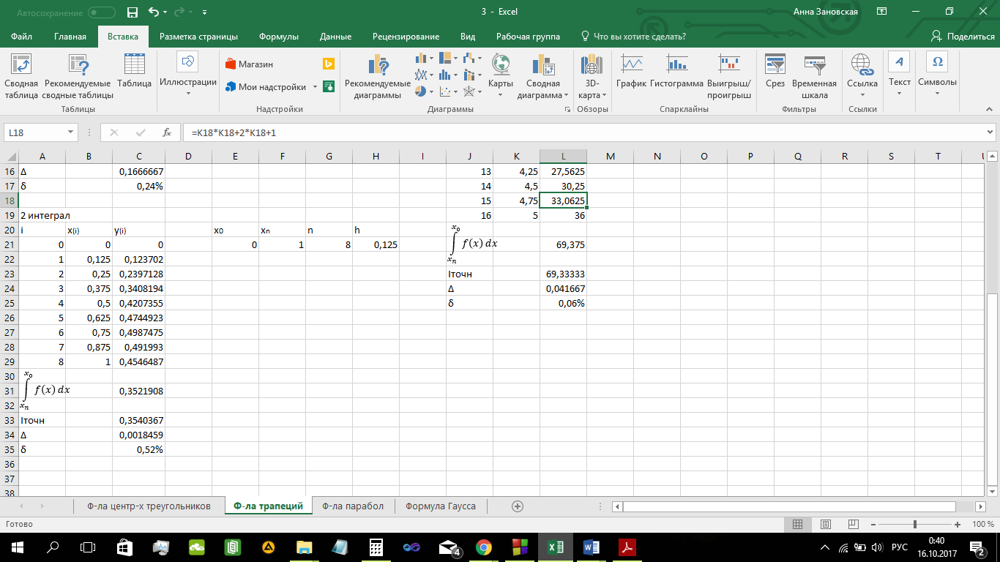 Автосохранение
3 - Excel
Анна Зановская
Файл Главная Вставка Разметка страницы Формулы Данные Рецензирование Вид Рабочая группа Что вы хотите сделать? Поделиться
Сводная таблица
Рекомендуемые сводные таблицы
Таблица
Иллюстрации
Магазин
Мои надстройки
Рекомендуемые диаграммы
Карты
Сводная диаграмма
3D-карта
График
Гистограмма
Выигрыш/проигрыш
Срез
Временная шкала
Ссылка
Текст
Символы
Таблицы Надстройки Диаграммы Обзоры Спарклайны Фильтры Ссылки
L18 fx =K18*K18+2*K18+1
A B C D E F G H I J K L M N O P Q R S T
16 Δ 0,1666667 13 4,25 27,5625
17 δ 0,24% 14 4,5 30,25
18 15 4,75 33,0625
19 2 интеграл 16 5 36
20 i x(i) y(i) x0 xn n h
21 0 0 0 0 1 8 0,125 ∫ x₀ xₙ f(x) dx 69,375
22 1 0,125 0,123702
23 2 0,25 0,2397128 Iточн 69,33333
24 3 0,375 0,3408194 Δ 0,041667
25 4 0,5 0,4207355 δ 0,06%
26 5 0,625 0,4744923
27 6 0,75 0,4987475
28 7 0,875 0,491993
29 8 1 0,4546487
30
31 ∫ x₀ xₙ f(x) dx 0,3521908
32
33 Iточн 0,3540367
34 Δ 0,0018459
35 δ 0,52%
36
37
38
Ф-ла центр-х треугольников Ф-ла трапеций Ф-ла парабол Формула Гаусса
Готово 100 %
4
РУС
0:40
16.10.2017
2